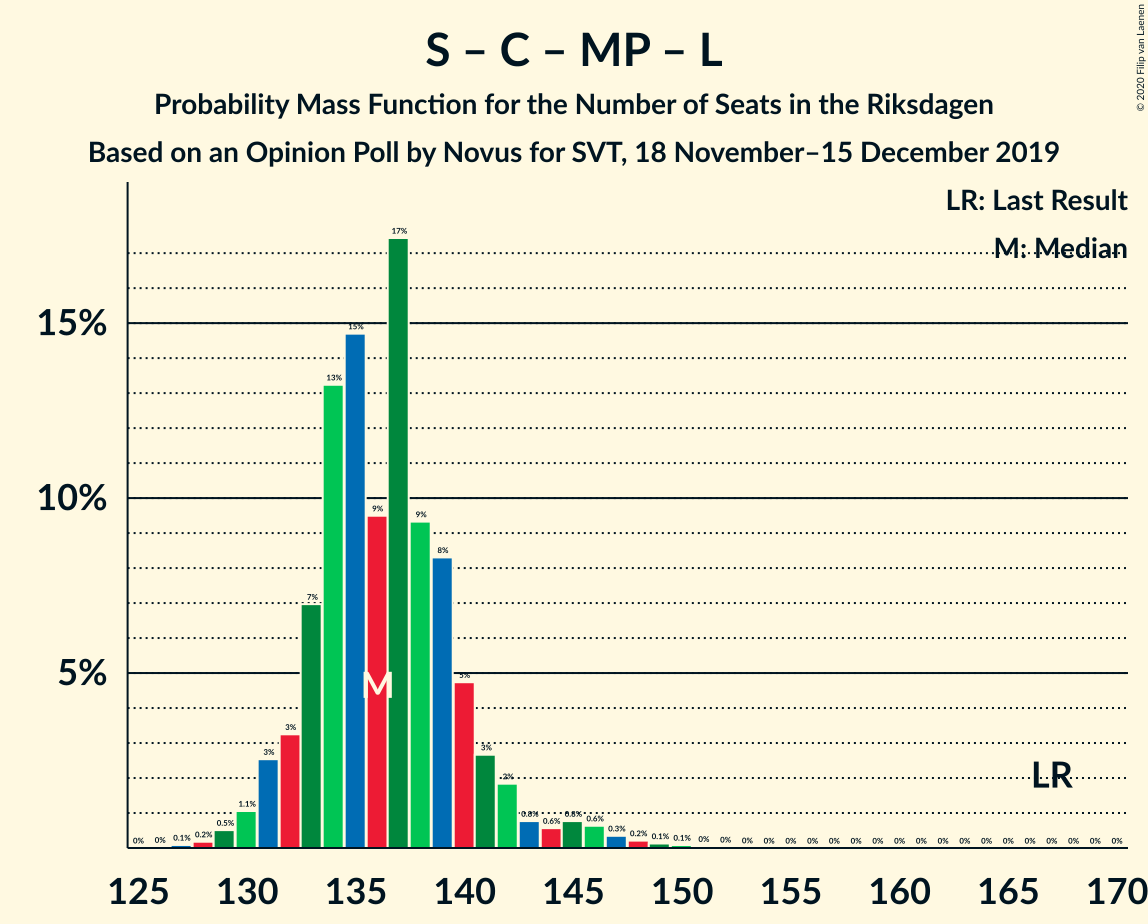 S – C – MP – L
Probability Mass Function for the Number of Seats in the Riksdagen
Based on an Opinion Poll by Novus for SVT, 18 November–15 December 2019
© 2020 Filip van Laenen
LR: Last Result
M: Median
15%
10%
5%
0% 0% 0.1% 0.2% 0.5% 1.1% 3% 3% 7% 13% 15% 9% 17% 9% 8% 5% 3% 2% 0.8% 0.6% 0.8% 0.6% 0.3% 0.2% 0.1% 0.1% 0% 0% 0% 0% 0% 0% 0% 0% 0% 0% 0% 0% 0% 0% 0% 0% 0% 0% 0% 0%
M
LR
125 130 135 140 145 150 155 160 165 170